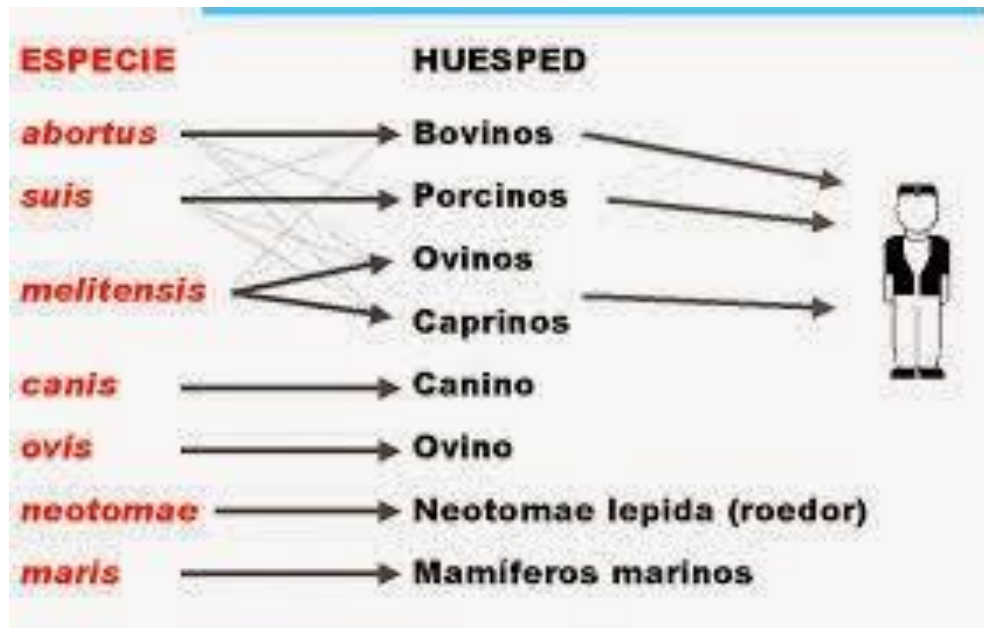 ESPECIE HUESPED
abortus Bovinos
suis Porcinos
Ovinos
melitensis
Caprinos
canis Canino
ovis Ovino
neotomae Neotomae lepida (roedor)
maris Mamíferos marinos